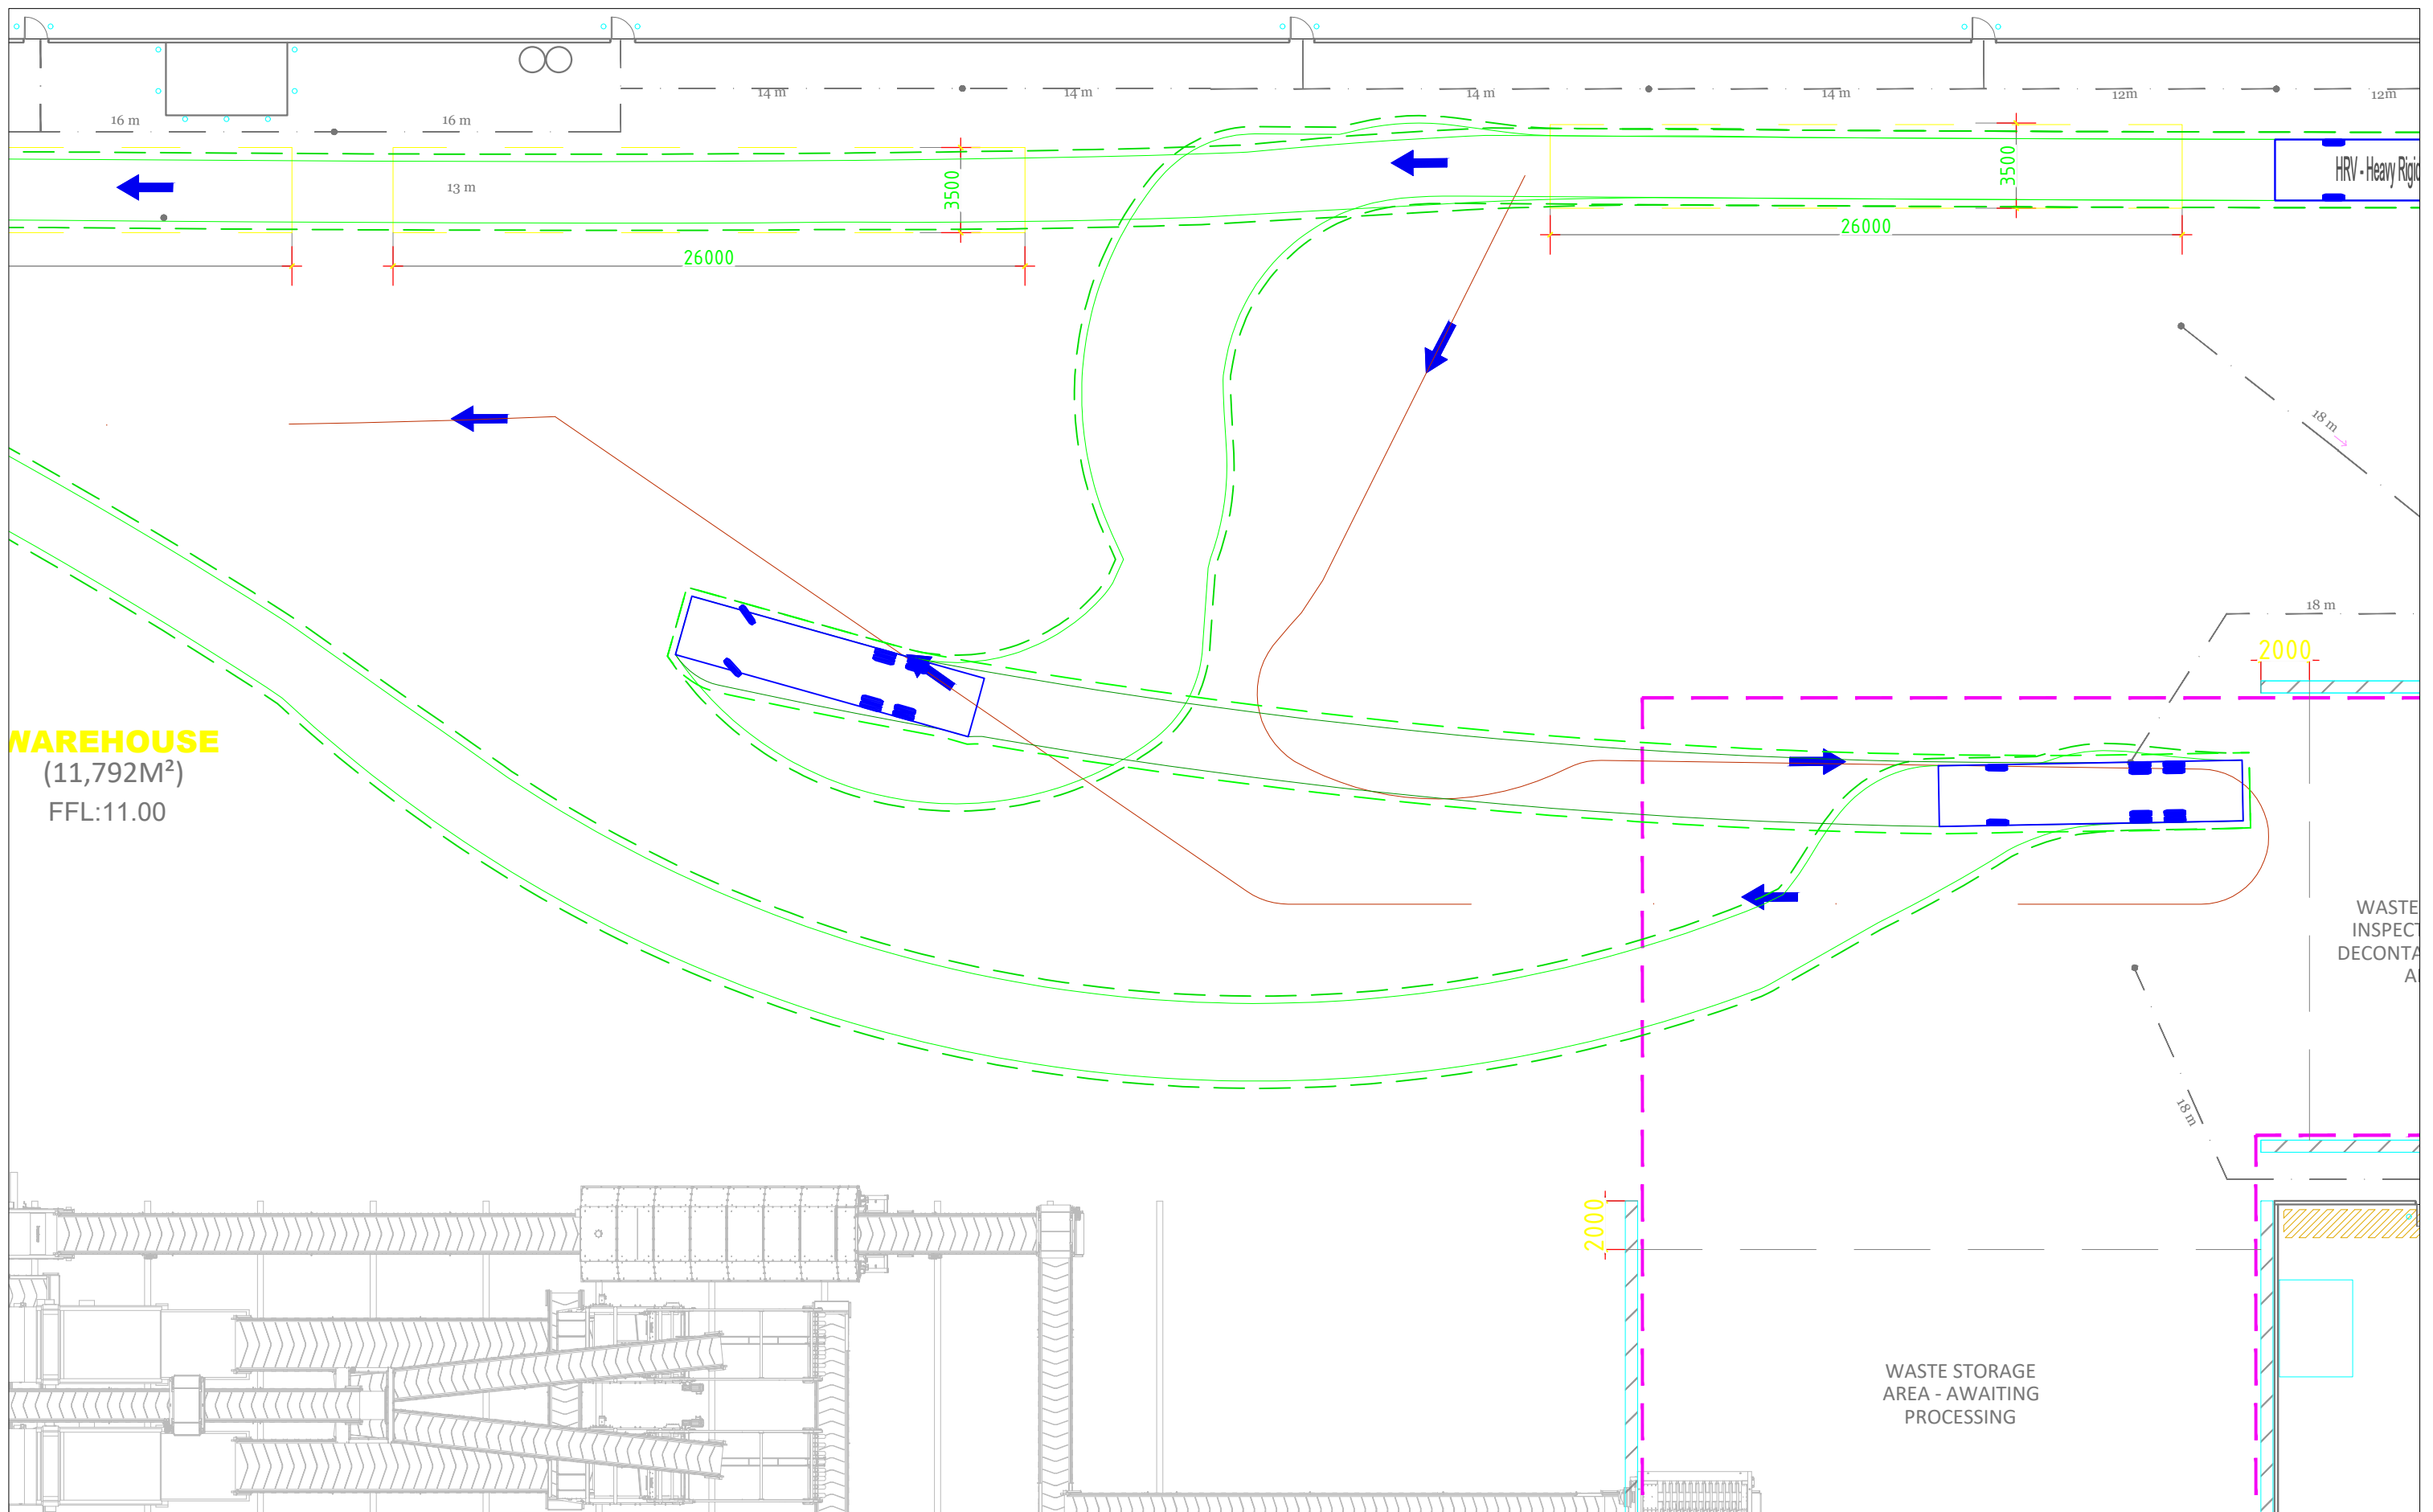 14 m
14 m
14 m
14 m
12m
12m
16 m
16 m
13 m
3500
3500
HRV - Heavy Rigid
26000
26000
18 m
18 m
2000
WAREHOUSE
(11,792M²)
FFL:11.00
WASTE
INSPECT
DECONTA
18 m
2000
WASTE STORAGE
AREA - AWAITING
PROCESSING